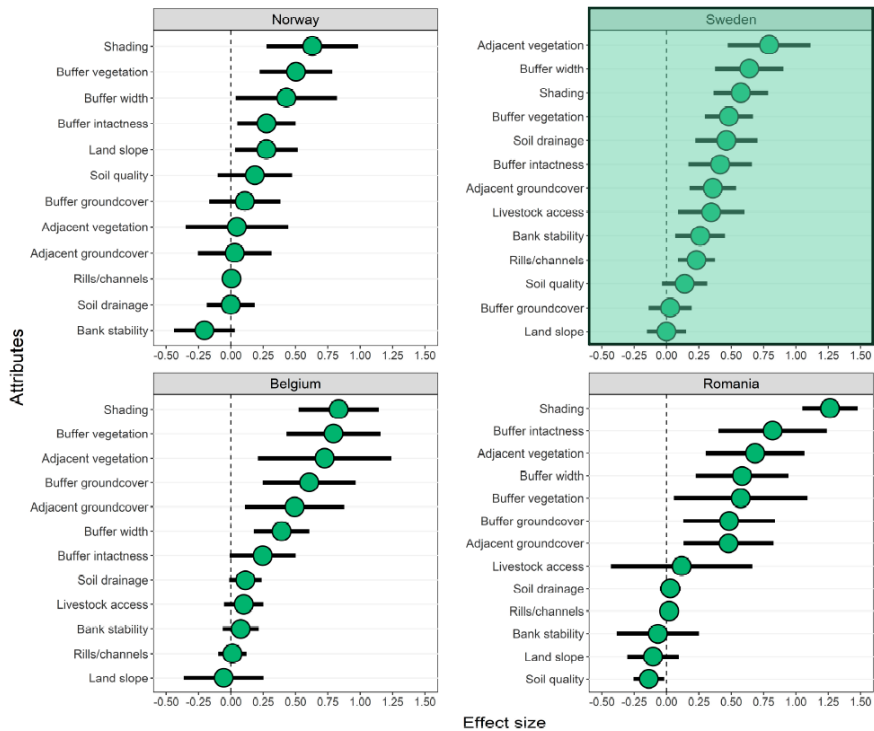 Norway
Shading
Buffer vegetation
Buffer width
Buffer intactness
Land slope
Soil quality
Buffer groundcover
Adjacent vegetation
Adjacent groundcover
Rills/channels
Soil drainage
Bank stability
-0.50 -0.25 0.00 0.25 0.50 0.75 1.00 1.25 1.50
Sweden
Adjacent vegetation
Buffer width
Shading
Buffer vegetation
Soil drainage
Buffer intactness
Adjacent groundcover
Livestock access
Bank stability
Rills/channels
Soil quality
Buffer groundcover
Land slope
-0.50 -0.25 0.00 0.25 0.50 0.75 1.00 1.25 1.50
Attributes
Belgium
Shading
Buffer vegetation
Adjacent vegetation
Buffer groundcover
Adjacent groundcover
Buffer width
Buffer intactness
Soil drainage
Livestock access
Bank stability
Rills/channels
Land slope
-0.50 -0.25 0.00 0.25 0.50 0.75 1.00 1.25 1.50
Romania
Shading
Buffer intactness
Adjacent vegetation
Buffer width
Buffer vegetation
Buffer groundcover
Adjacent groundcover
Livestock access
Soil drainage
Rills/channels
Bank stability
Land slope
Soil quality
-0.50 -0.25 0.00 0.25 0.50 0.75 1.00 1.25 1.50
Effect size